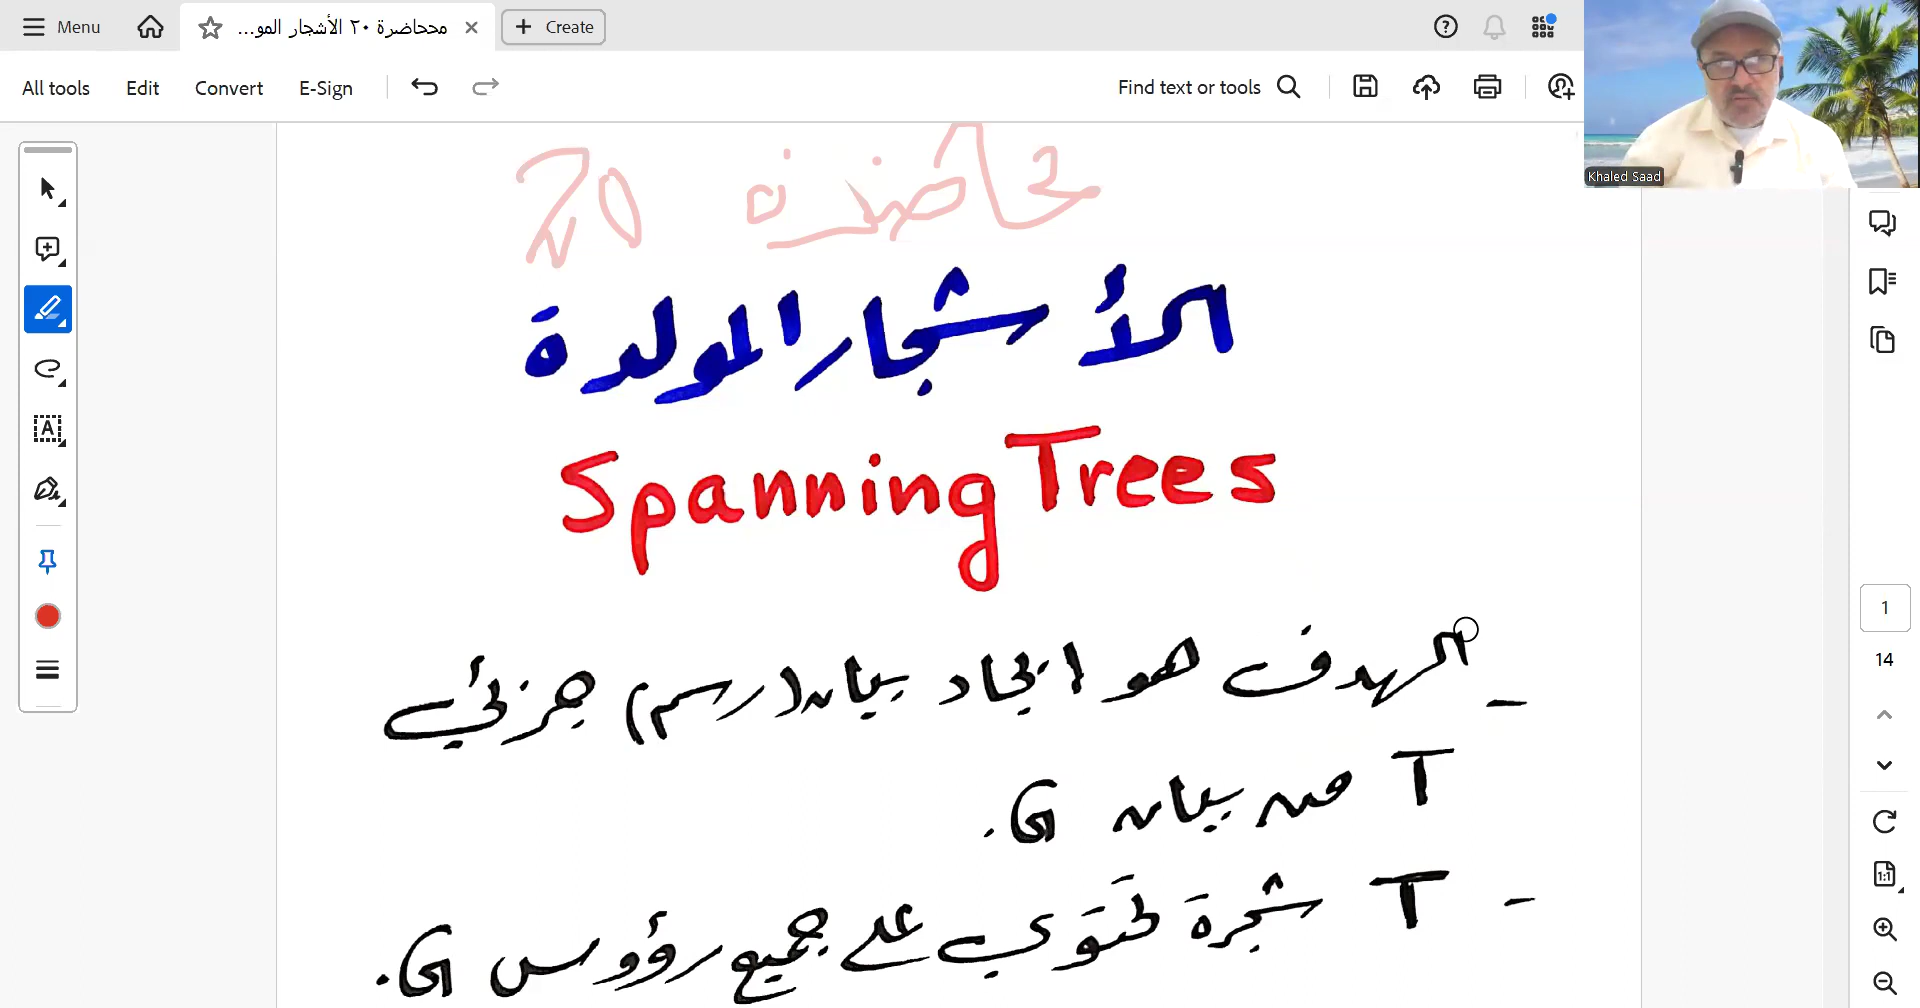 Menu
محاضرة ٢٠ الأشجار المو...
Create
All tools
Edit
Convert
E-Sign
Find text or tools
Khaled Saad
محاضرة 20
الأشجار المولدة
Spanning Trees
- الهدف هو ايجاد بيان (رسم) جزئي
T من بيان G.
- T شجرة تحتوي على جميع رؤوس G.
1
14